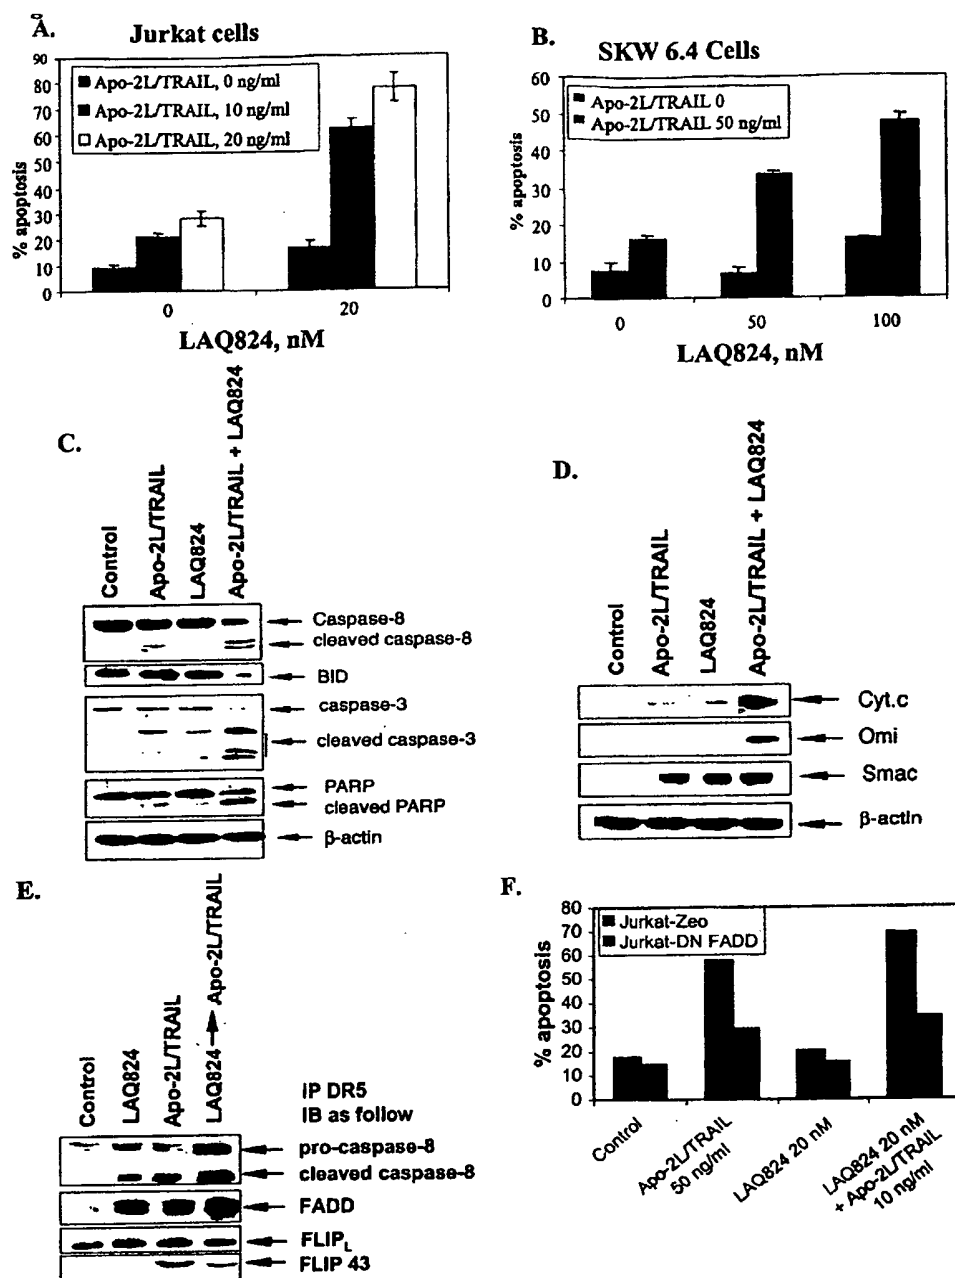 A.
Jurkat cells
90
80
70
60
50
40
30
20
10
0
% apoptosis
Apo-2L/TRAIL, 0 ng/ml
Apo-2L/TRAIL, 10 ng/ml
Apo-2L/TRAIL, 20 ng/ml
0
20
LAQ824, nM
B.
SKW 6.4 Cells
60
50
40
30
20
10
0
% apoptosis
Apo-2L/TRAIL 0
Apo-2L/TRAIL 50 ng/ml
0
50
100
LAQ824, nM
C.
Control
Apo-2L/TRAIL
LAQ824
Apo-2L/TRAIL + LAQ824
Caspase-8
cleaved caspase-8
BID
caspase-3
cleaved caspase-3
PARP
cleaved PARP
β-actin
D.
Control
Apo-2L/TRAIL
LAQ824
Apo-2L/TRAIL + LAQ824
Cyt.c
Omi
Smac
β-actin
E.
Control
LAQ824
Apo-2L/TRAIL
LAQ824 → Apo-2L/TRAIL
IP DR5
IB as follow
pro-caspase-8
cleaved caspase-8
FADD
FLIPL
FLIP 43
F.
80
70
60
50
40
30
20
10
0
% apoptosis
Jurkat-Zeo
Jurkat-DN FADD
Control
Apo-2L/TRAIL
50 ng/ml
LAQ824 20 nM
LAQ824 20 nM
+ Apo-2L/TRAIL
10 ng/ml